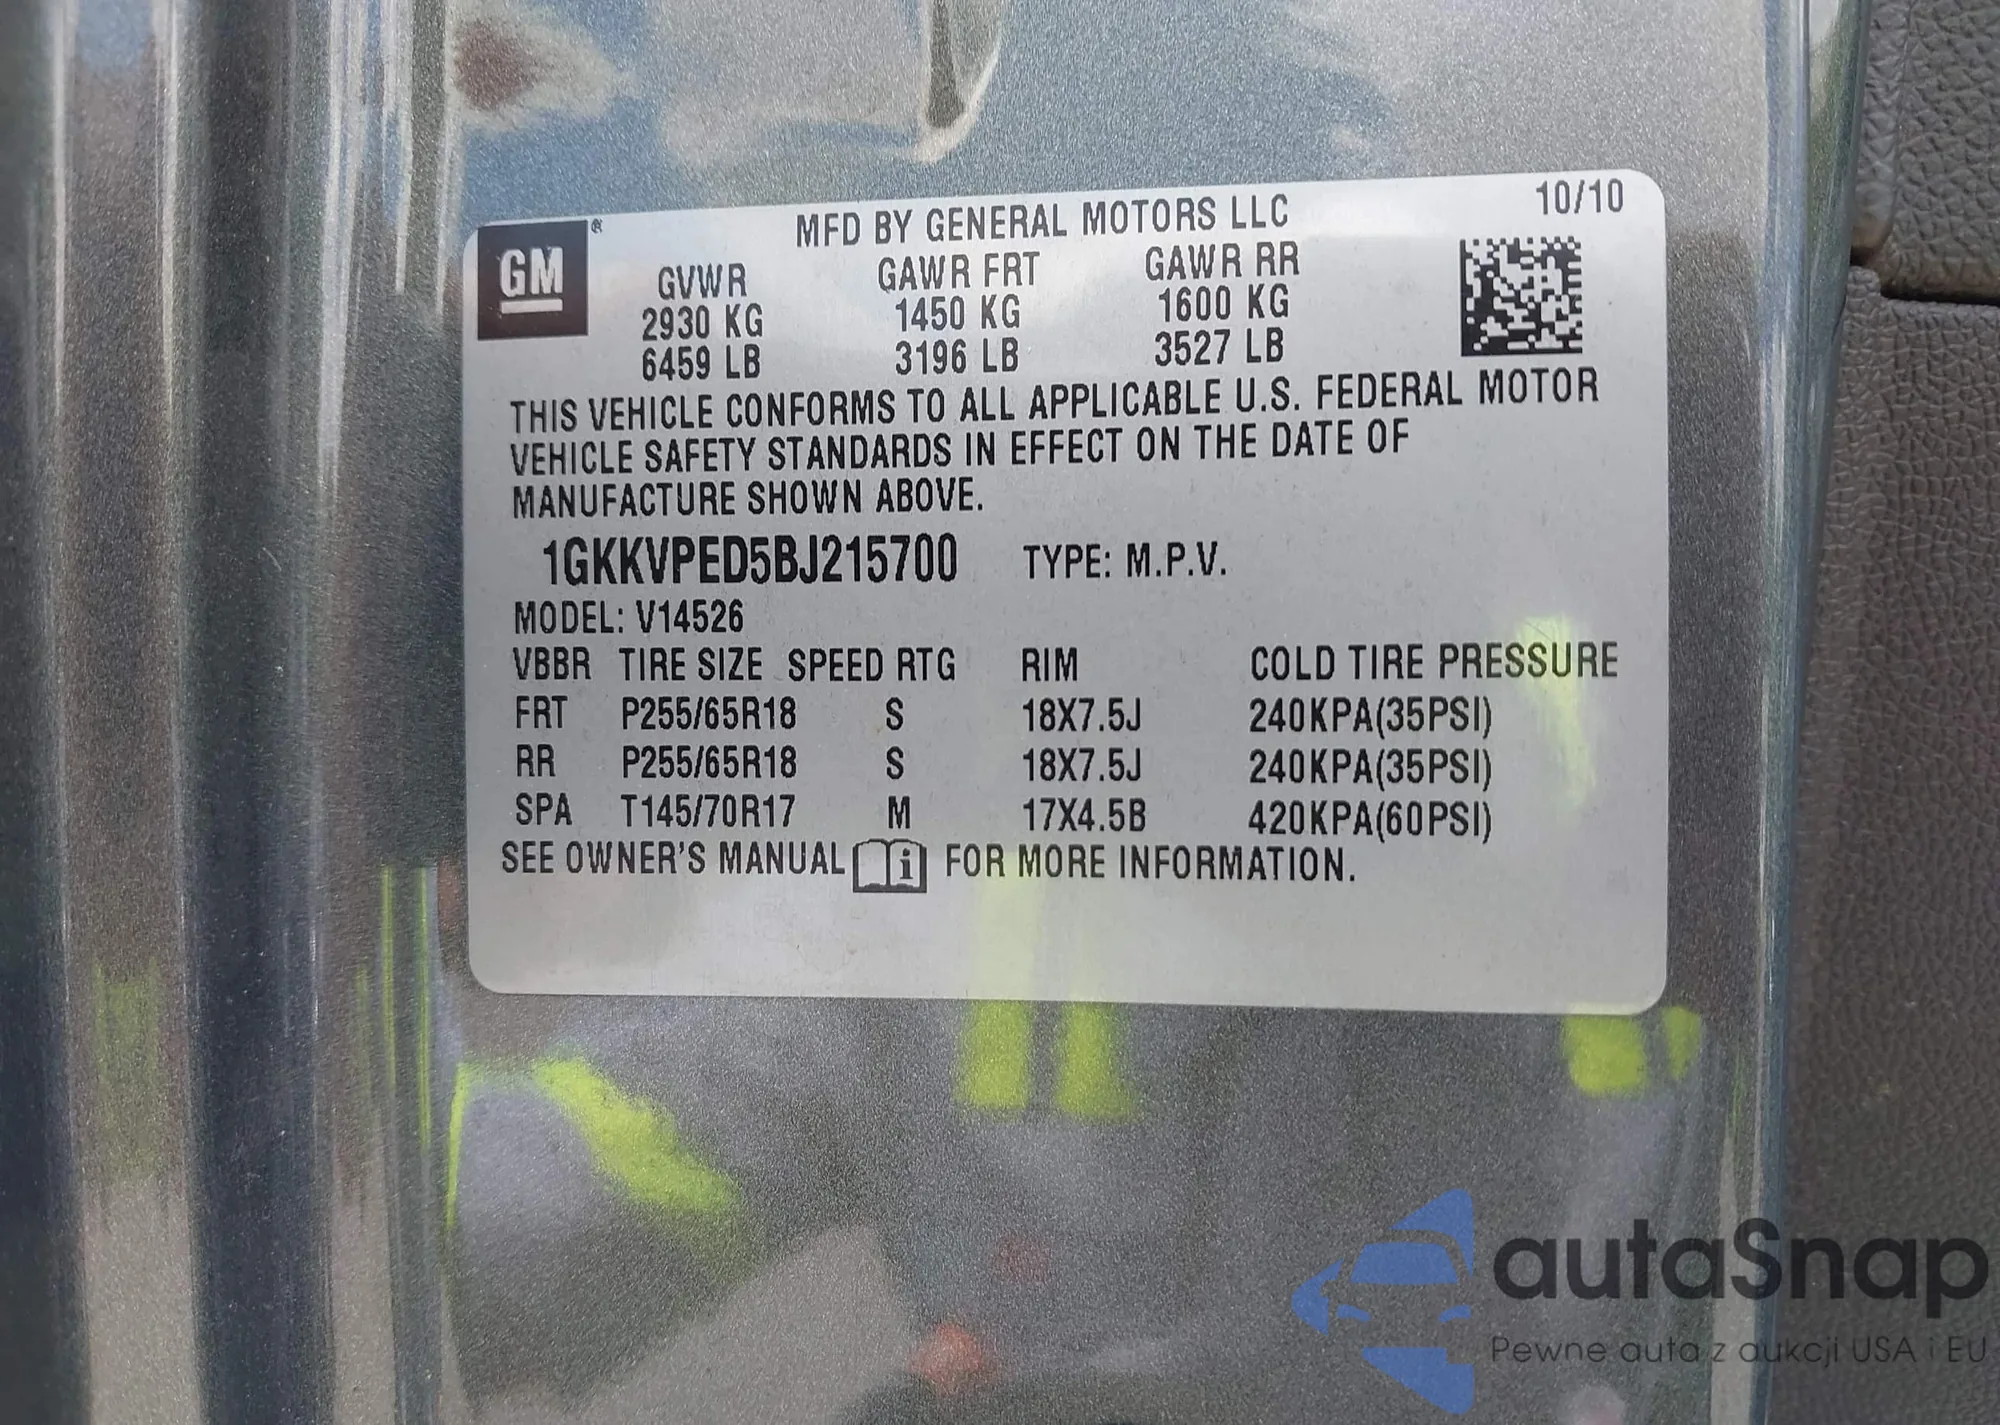 MFD BY GENERAL MOTORS LLC 10/10
GM®
GVWR GAWR FRT GAWR RR
2930 KG 1450 KG 1600 KG
6459 LB 3196 LB 3527 LB
THIS VEHICLE CONFORMS TO ALL APPLICABLE U.S. FEDERAL MOTOR
VEHICLE SAFETY STANDARDS IN EFFECT ON THE DATE OF
MANUFACTURE SHOWN ABOVE.
1GKKVPED5BJ215700 TYPE: M.P.V.
MODEL: V14526
VBBR TIRE SIZE SPEED RTG RIM COLD TIRE PRESSURE
FRT P255/65R18 S 18X7.5J 240KPA(35PSI)
RR P255/65R18 S 18X7.5J 240KPA(35PSI)
SPA T145/70R17 M 17X4.5B 420KPA(60PSI)
SEE OWNER'S MANUAL i FOR MORE INFORMATION.
autaSnap
Pewne auta z aukcji USA i EU